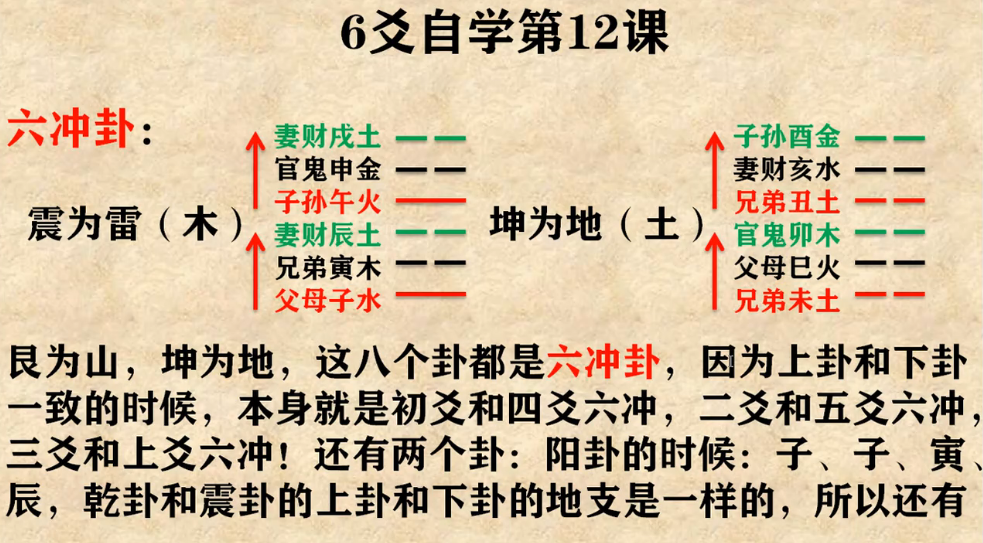 6爻自学第12课
六冲卦：
震为雷（木）
妻财戌土
官鬼申金
子孙午火
妻财辰土
兄弟寅木
父母子水
坤为地（土）
子孙酉金
妻财亥水
兄弟丑土
官鬼卯木
父母巳火
兄弟未土
艮为山，坤为地，这八个卦都是六冲卦，因为上卦和下卦
一致的时候，本身就是初爻和四爻六冲，二爻和五爻六冲，
三爻和上爻六冲！还有两个卦：阳卦的时候：子、子、寅、
辰，乾卦和震卦的上卦和下卦的地支是一样的，所以还有